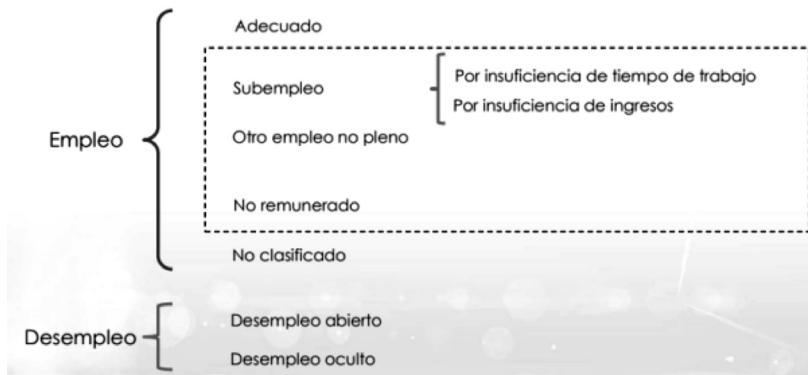 Empleo
Adecuado
Subempleo
Por insuficiencia de tiempo de trabajo
Por insuficiencia de ingresos
Otro empleo no pleno
No remunerado
No clasificado
Desempleo
Desempleo abierto
Desempleo oculto